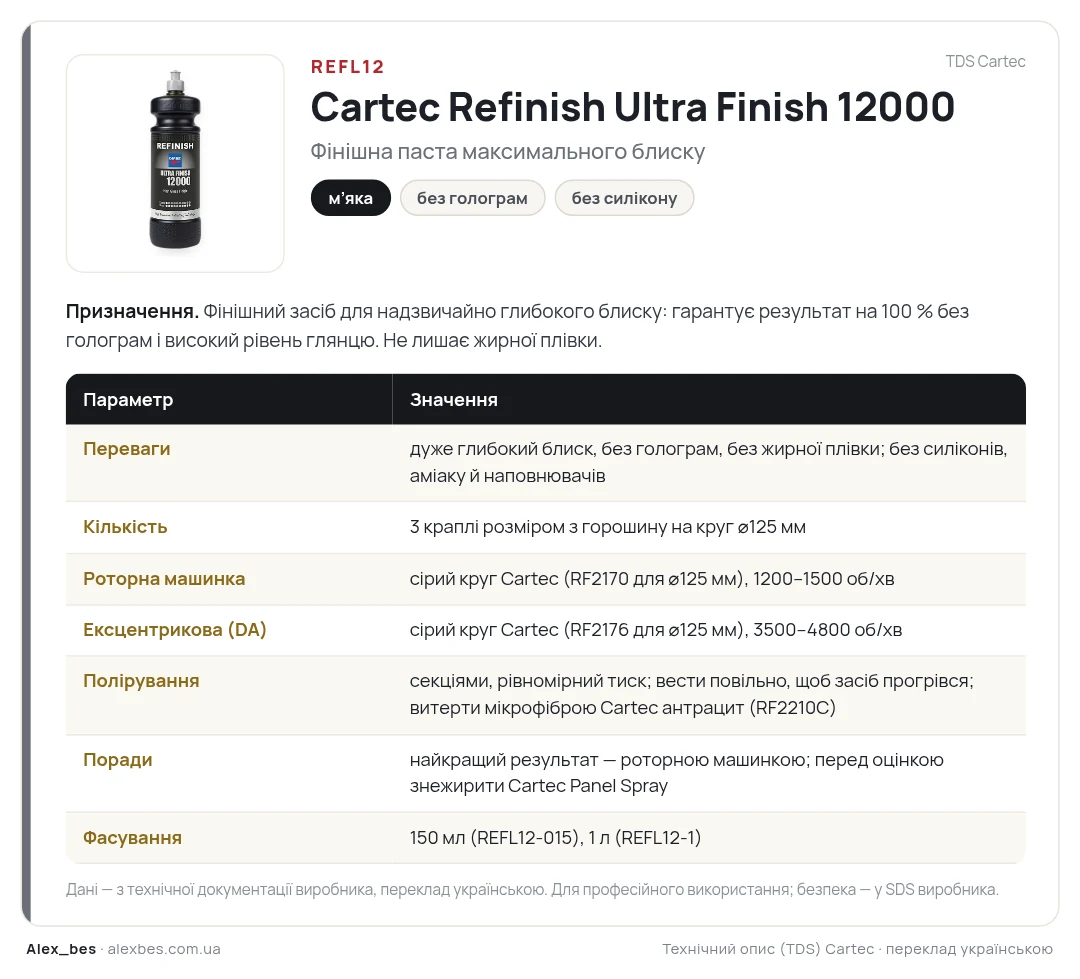 REFL12
TDS Cartec
Cartec Refinish Ultra Finish 12000
Фінішна паста максимального блиску
м’яка
без голограм
без силікону
REFINISH
ULTRA FINISH
12000
Призначення. Фінішний засіб для надзвичайно глибокого блиску: гарантує результат на 100 % без
голограм і високий рівень глянцю. Не лишає жирної плівки.
Параметр
Значення
Переваги
дуже глибокий блиск, без голограм, без жирної плівки; без силіконів,
аміаку й наповнювачів
Кількість
3 краплі розміром з горошину на круг ⌀125 мм
Роторна машинка
сірий круг Cartec (RF2170 для ⌀125 мм), 1200–1500 об/хв
Ексцентрикова (DA)
сірий круг Cartec (RF2176 для ⌀125 мм), 3500–4800 об/хв
Полірування
секціями, рівномірний тиск; вести повільно, щоб засіб прогрівся;
витерти мікрофіброю Cartec антрацит (RF2210C)
Поради
найкращий результат — роторною машинкою; перед оцінкою
знежирити Cartec Panel Spray
Фасування
150 мл (REFL12-015), 1 л (REFL12-1)
Дані — з технічної документації виробника, переклад українською. Для професійного використання; безпека — у SDS виробника.
Alex_bes · alexbes.com.ua
Технічний опис (TDS) Cartec · переклад українською